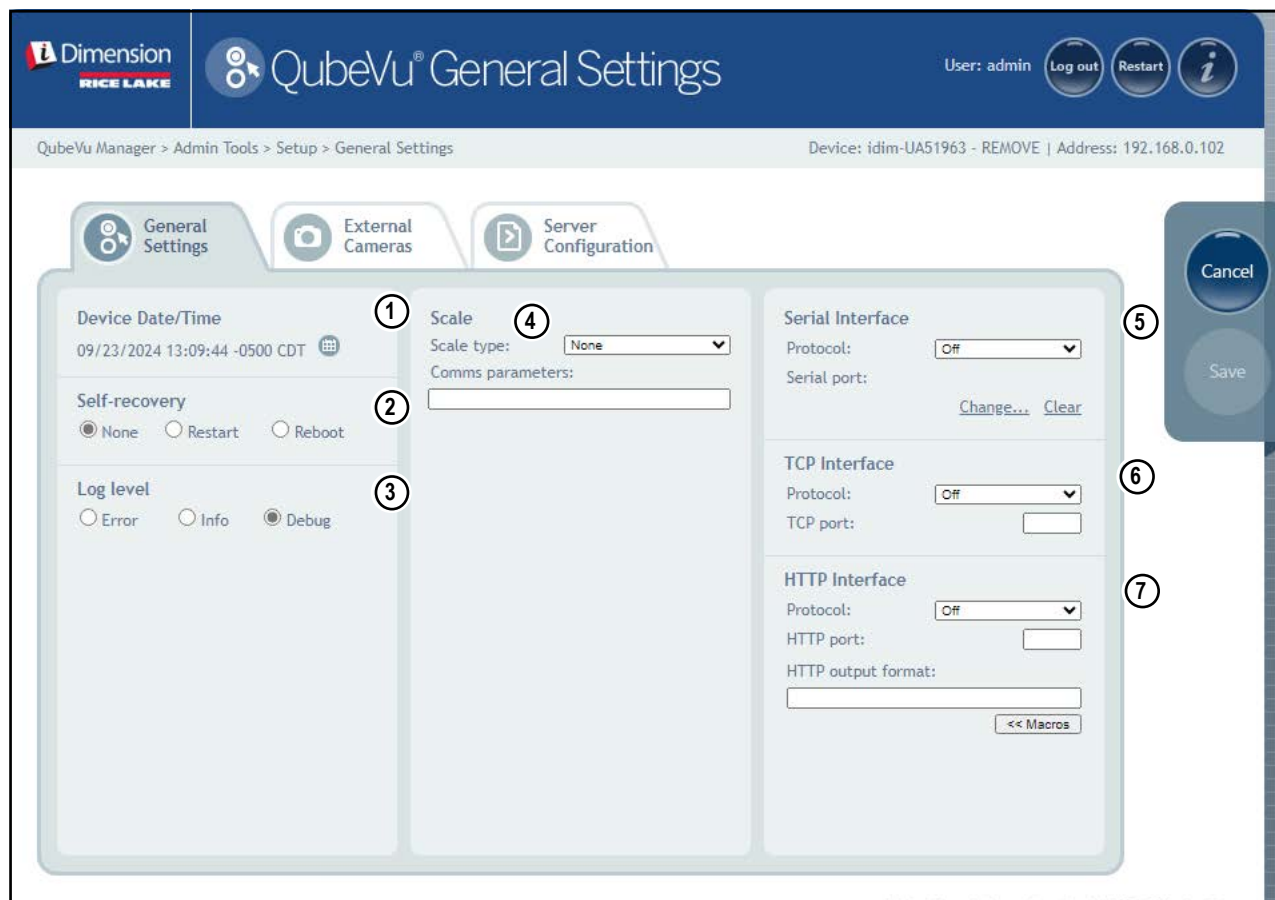 i Dimension
RICE LAKE
QubeVu® General Settings
User: admin
Log out
Restart
i
QubeVu Manager > Admin Tools > Setup > General Settings
Device: idim-UA51963 - REMOVE | Address: 192.168.0.102
General Settings
External Cameras
Server Configuration
Cancel
Save
Device Date/Time
1
09/23/2024 13:09:44 -0500 CDT
Self-recovery
2
None Restart Reboot
Log level
3
Error Info Debug
Scale
4
Scale type: None
Comms parameters:
Serial Interface
5
Protocol: Off
Serial port:
Change... Clear
TCP Interface
6
Protocol: Off
TCP port:
HTTP Interface
7
Protocol: Off
HTTP port:
HTTP output format:
<< Macros